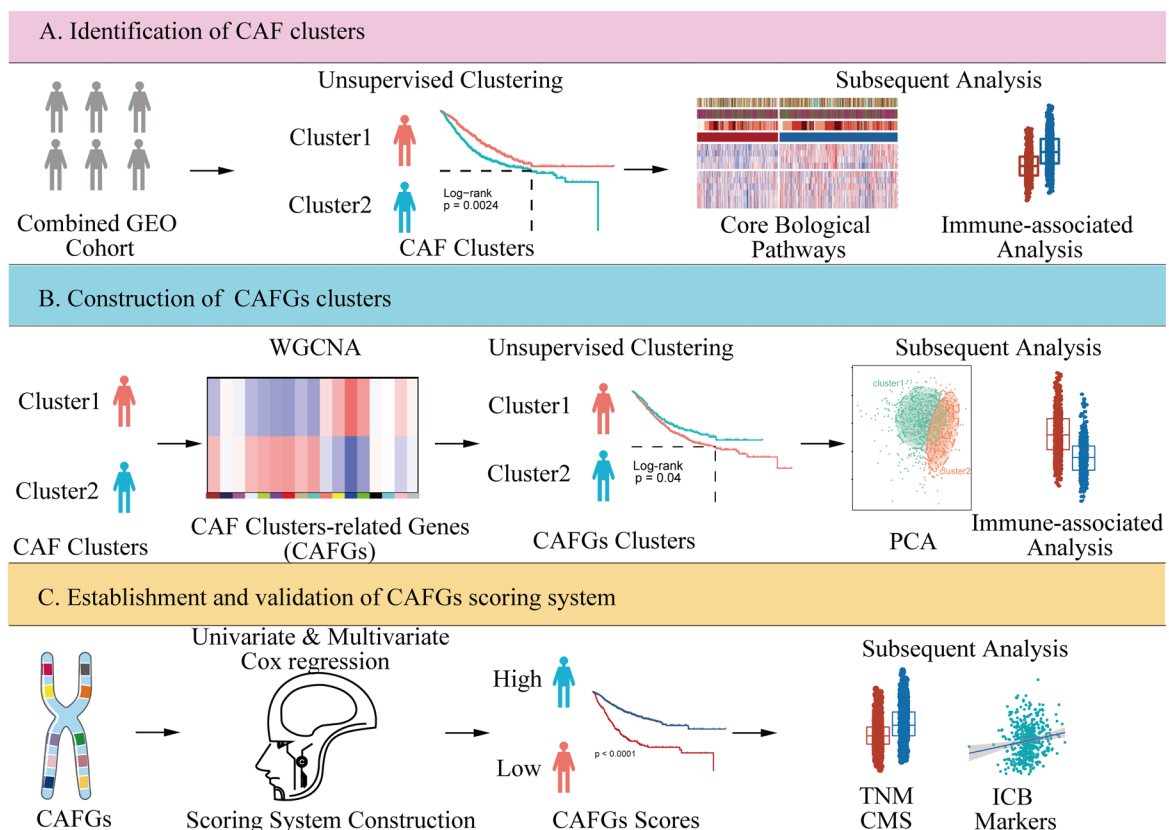 A. Identification of CAF clusters
Unsupervised Clustering
Subsequent Analysis
Cluster1
Cluster2
Log-rank
p = 0.0024
Combined GEO
Cohort
CAF Clusters
Core Biological
Pathways
Immune-associated
Analysis
B. Construction of CAFGs clusters
WGCNA
Unsupervised Clustering
Subsequent Analysis
Cluster1
Cluster2
CAF Clusters
CAF Clusters-related Genes
(CAFGs)
Cluster1
Cluster2
Log-rank
p = 0.04
CAFGs Clusters
cluster1
cluster2
PCA
Immune-associated
Analysis
C. Establishment and validation of CAFGs scoring system
Univariate & Multivariate
Cox regression
Subsequent Analysis
High
Low
p < 0.0001
CAFGs
Scoring System Construction
CAFGs Scores
TNM
CMS
ICB
Markers